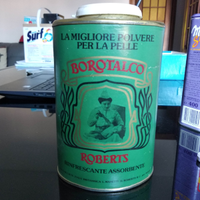 LA MIGLIORE POLVERE
PER LA PELLE
BOROTALCO
ROBERTS
RINFRESCANTE ASSORBENTE
Surf